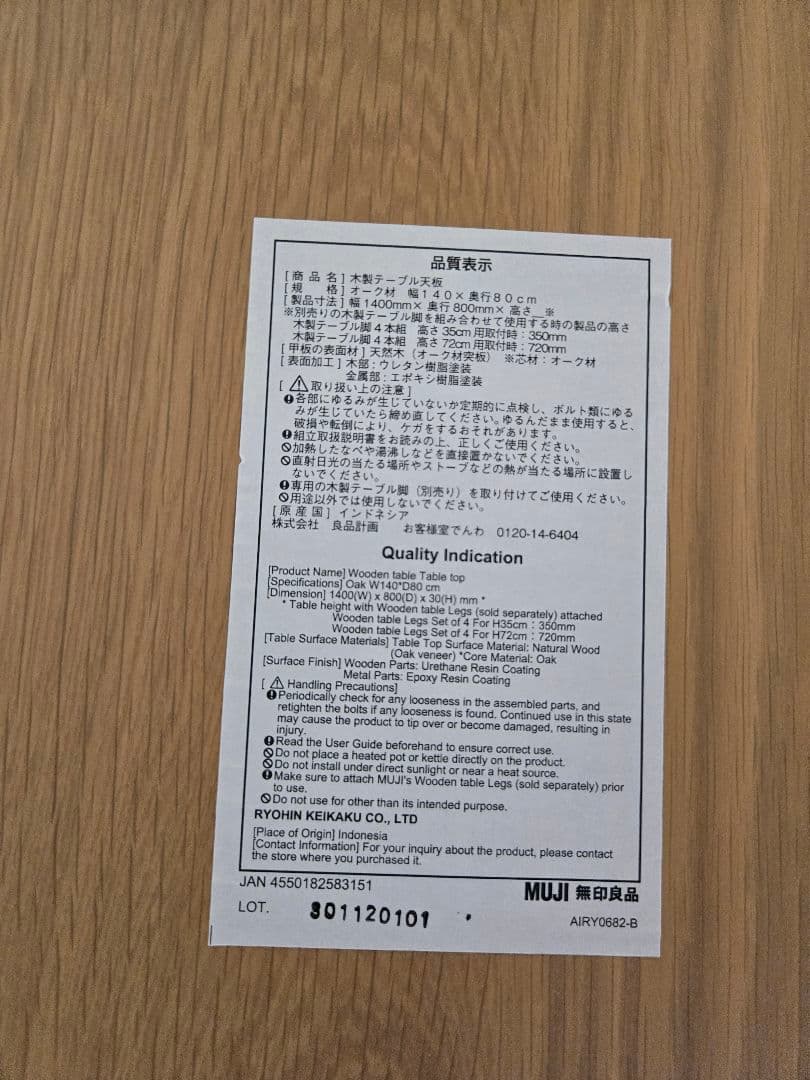 品質表示
[商 品 名] 木製テーブル天板
[規　　格] オーク材　幅140×奥行80cm
[製品寸法] 幅1400mm×奥行800mm×高さ__※
※別売りの木製テーブル脚を組み合わせて使用する時の製品の高さ
木製テーブル脚4本組　高さ35cm用取付時：350mm
木製テーブル脚4本組　高さ72cm用取付時：720mm
[甲板の表面材] 天然木（オーク材突板）　※芯材：オーク材
[表面加工] 木部：ウレタン樹脂塗装
金属部：エポキシ樹脂塗装
[ ⚠取り扱い上の注意]
各部にゆるみが生じていないか定期的に点検し、ボルト類にゆる
みが生じていたら締め直してください。ゆるんだまま使用すると、
破損や転倒により、ケガをするおそれがあります。
組立取扱説明書をお読みの上、正しくご使用ください。
加熱したなべや湯沸しなどを直接置かないでください。
直射日光の当たる場所やストーブなどの熱が当たる場所に設置し
ないでください。
専用の木製テーブル脚（別売り）を取り付けてご使用ください。
用途以外では使用しないでください。
[原 産 国] インドネシア
株式会社　良品計画　　お客様室でんわ　0120-14-6404
Quality Indication
[Product Name] Wooden table Table top
[Specifications] Oak W140*D80 cm
[Dimension] 1400(W) x 800(D) x 30(H) mm *
* Table height with Wooden table Legs (sold separately) attached
Wooden table Legs Set of 4 For H35cm：350mm
Wooden table Legs Set of 4 For H72cm：720mm
[Table Surface Materials] Table Top Surface Material: Natural Wood
(Oak veneer) *Core Material: Oak
[Surface Finish] Wooden Parts: Urethane Resin Coating
Metal Parts: Epoxy Resin Coating
[ ⚠ Handling Precautions]
Periodically check for any looseness in the assembled parts, and
retighten the bolts if any looseness is found. Continued use in this state
may cause the product to tip over or become damaged, resulting in
injury.
Read the User Guide beforehand to ensure correct use.
Do not place a heated pot or kettle directly on the product.
Do not install under direct sunlight or near a heat source.
Make sure to attach MUJI's Wooden table Legs (sold separately) prior
to use.
Do not use for other than its intended purpose.
RYOHIN KEIKAKU CO., LTD
[Place of Origin] Indonesia
[Contact Information] For your inquiry about the product, please contact
the store where you purchased it.
JAN 4550182583151
MUJI 無印良品
LOT. 301120101
AIRY0682-B